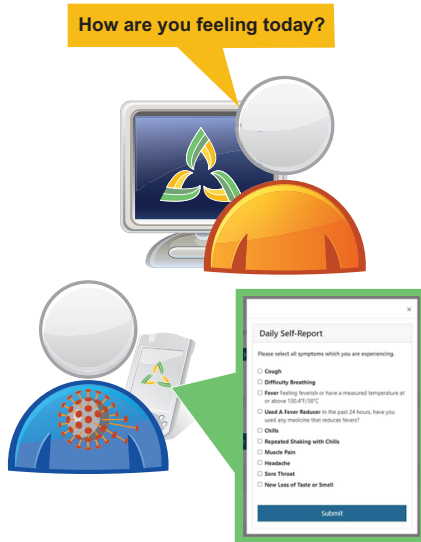 How are you feeling today?
×
Daily Self-Report
Please select all symptoms which you are experiencing.
Cough
Difficulty Breathing
Fever Feeling feverish or have a measured temperature at
or above 100.4°F/38°C
Used A Fever Reducer In the past 24 hours, have you
used any medicine that reduces fevers?
Chills
Repeated Shaking with Chills
Muscle Pain
Headache
Sore Throat
New Loss of Taste or Smell
Submit